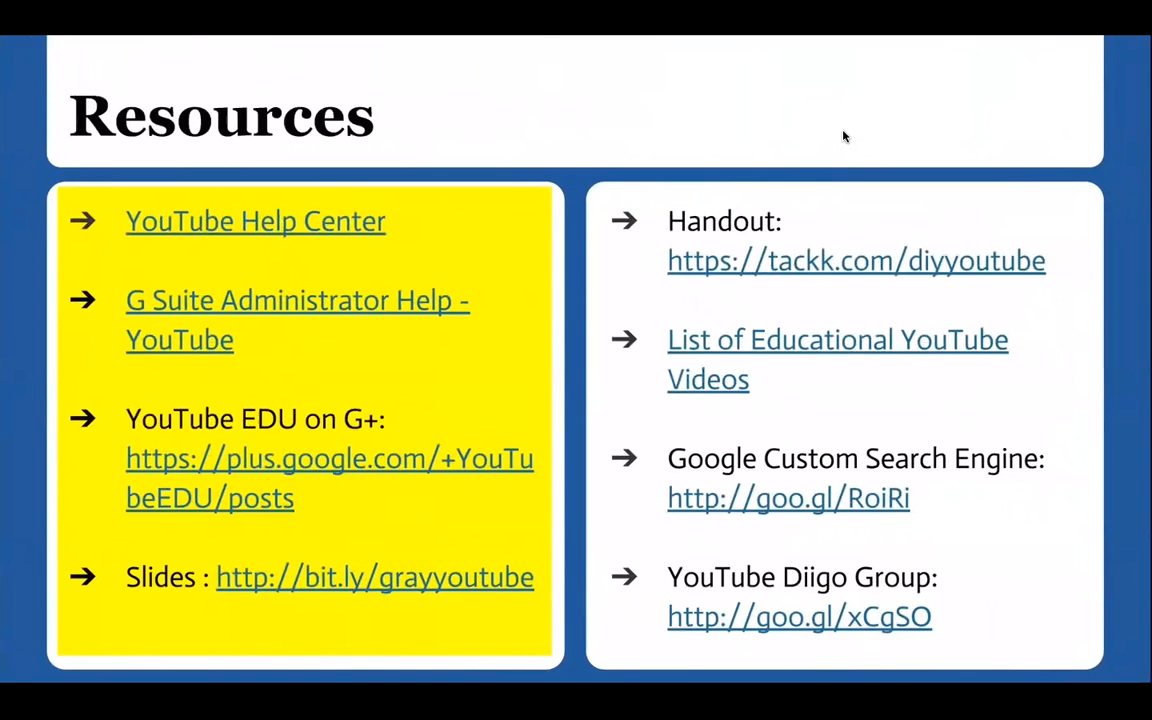 Resources
➔ YouTube Help Center
➔ G Suite Administrator Help -
YouTube
➔ YouTube EDU on G+:
https://plus.google.com/+YouTu
beEDU/posts
➔ Slides : http://bit.ly/grayyoutube
➔ Handout:
https://tackk.com/diyyoutube
➔ List of Educational YouTube
Videos
➔ Google Custom Search Engine:
http://goo.gl/RoiRi
➔ YouTube Diigo Group:
http://goo.gl/xCgSO